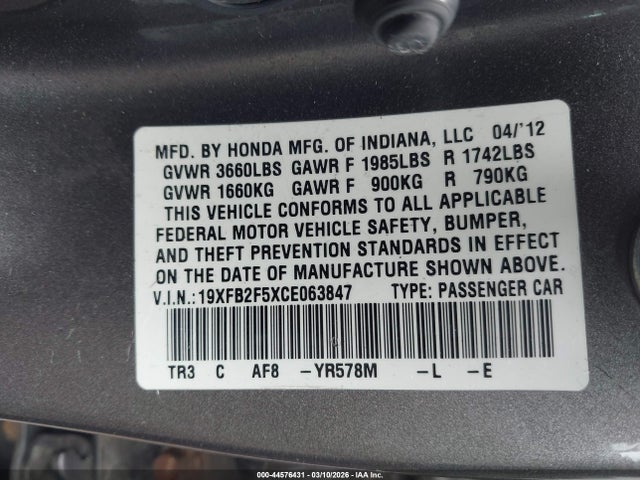 MFD. BY HONDA MFG. OF INDIANA, LLC 04/'12
GVWR 3660LBS GAWR F 1985LBS R 1742LBS
GVWR 1660KG GAWR F 900KG R 790KG
THIS VEHICLE CONFORMS TO ALL APPLICABLE
FEDERAL MOTOR VEHICLE SAFETY, BUMPER,
AND THEFT PREVENTION STANDARDS IN EFFECT
ON THE DATE OF MANUFACTURE SHOWN ABOVE.
V.I.N.: 19XFB2F5XCE063847 TYPE: PASSENGER CAR
TR3 C AF8 -YR578M -L -E
000-44576431 - 03/10/2026 - IAA Inc.